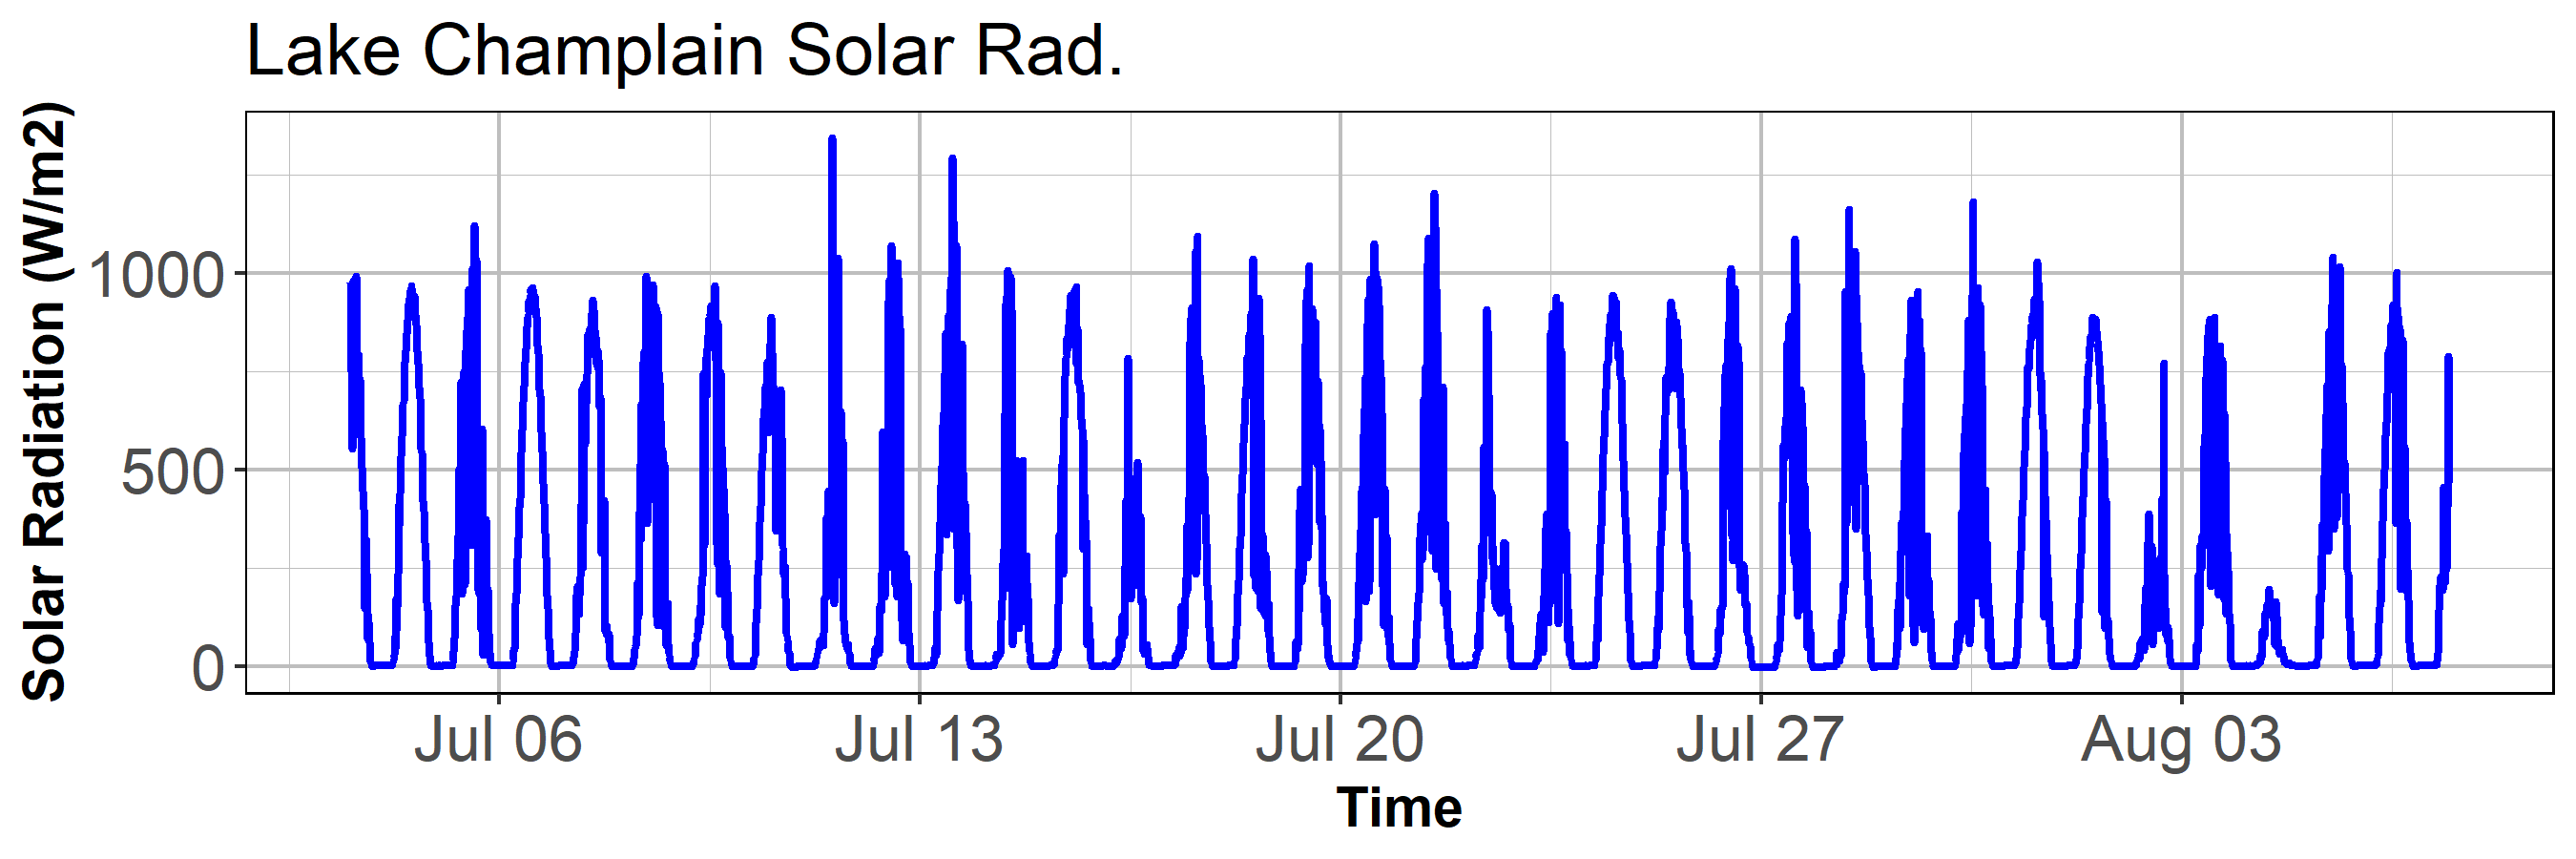 Lake Champlain Solar Rad.
Solar Radiation (W/m2)
1000
500
0
Jul 06
Jul 13
Jul 20
Jul 27
Aug 03
Time